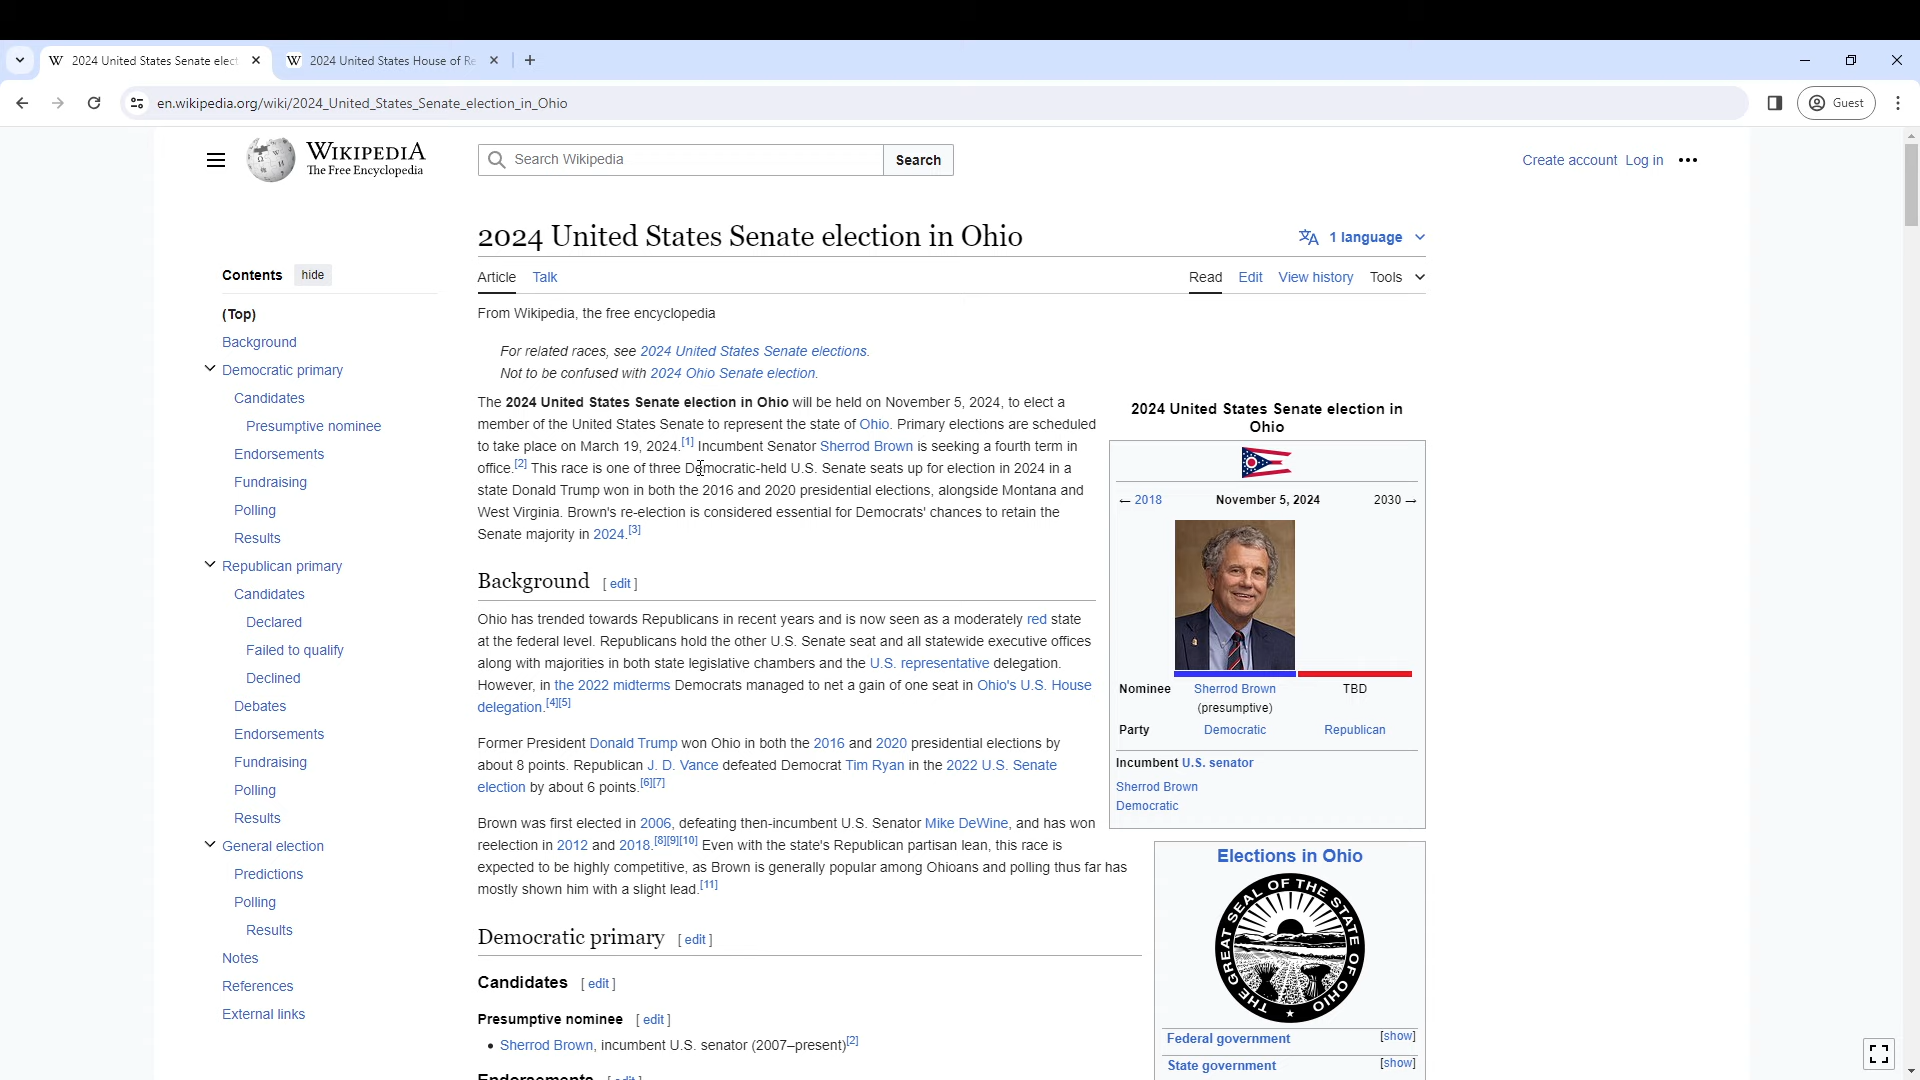 2024 United States Senate elect
2024 United States House of Re
en.wikipedia.org/wiki/2024_United_States_Senate_election_in_Ohio
Guest
WIKIPEDIA
The Free Encyclopedia
Search Wikipedia
Search
Create account Log in
2024 United States Senate election in Ohio
1 language
Article Talk
Read Edit View history Tools
From Wikipedia, the free encyclopedia
For related races, see 2024 United States Senate elections.
Not to be confused with 2024 Ohio Senate election.
Contents hide
(Top)
Background
Democratic primary
Candidates
Presumptive nominee
Endorsements
Fundraising
Polling
Results
Republican primary
Candidates
Declared
Failed to qualify
Declined
Debates
Endorsements
Fundraising
Polling
Results
General election
Predictions
Polling
Results
Notes
References
External links
The 2024 United States Senate election in Ohio will be held on November 5, 2024, to elect a
member of the United States Senate to represent the state of Ohio. Primary elections are scheduled
to take place on March 19, 2024.[1] Incumbent Senator Sherrod Brown is seeking a fourth term in
office.[2] This race is one of three Democratic-held U.S. Senate seats up for election in 2024 in a
state Donald Trump won in both the 2016 and 2020 presidential elections, alongside Montana and
West Virginia. Brown's re-election is considered essential for Democrats' chances to retain the
Senate majority in 2024.[3]
Background [ edit ]
Ohio has trended towards Republicans in recent years and is now seen as a moderately red state
at the federal level. Republicans hold the other U.S. Senate seat and all statewide executive offices
along with majorities in both state legislative chambers and the U.S. representative delegation.
However, in the 2022 midterms Democrats managed to net a gain of one seat in Ohio's U.S. House
delegation.[4][5]
Former President Donald Trump won Ohio in both the 2016 and 2020 presidential elections by
about 8 points. Republican J. D. Vance defeated Democrat Tim Ryan in the 2022 U.S. Senate
election by about 6 points.[6][7]
Brown was first elected in 2006, defeating then-incumbent U.S. Senator Mike DeWine, and has won
reelection in 2012 and 2018.[8][9][10] Even with the state's Republican partisan lean, this race is
expected to be highly competitive, as Brown is generally popular among Ohioans and polling thus far has
mostly shown him with a slight lead.[11]
Democratic primary [ edit ]
Candidates [ edit ]
Presumptive nominee [ edit ]
• Sherrod Brown, incumbent U.S. senator (2007–present)[2]
Endorsements [ edit ]
2024 United States Senate election in
Ohio
← 2018 November 5, 2024 2030 →
Nominee Sherrod Brown TBD
(presumptive)
Party Democratic Republican
Incumbent U.S. senator
Sherrod Brown
Democratic
Elections in Ohio
THE GREAT SEAL OF THE STATE OF OHIO
Federal government [show]
State government [show]